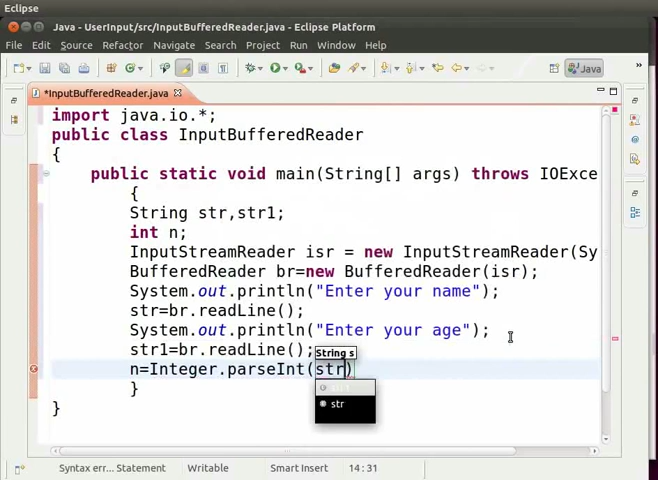 Eclipse
Java - UserInput/src/InputBufferedReader.java - Eclipse Platform
File Edit Source Refactor Navigate Search Project Run Window Help
Java
*InputBufferedReader.java
import java.io.*;
public class InputBufferedReader
{
public static void main(String[] args) throws IOExce
{
String str,str1;
int n;
InputStreamReader isr = new InputStreamReader(Sy
BufferedReader br=new BufferedReader(isr);
System.out.println("Enter your name");
str=br.readLine();
System.out.println("Enter your age");
str1=br.readLine();
String s
n=Integer.parseInt(str)
}
str
}
Syntax err... Statement Writable Smart Insert 14 : 31